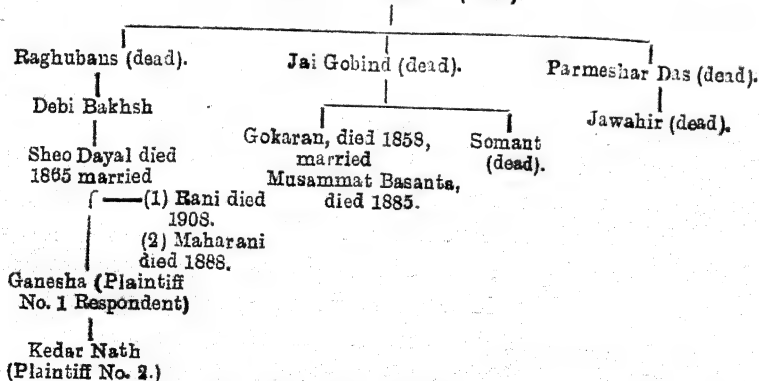 Raghubans (dead).
Jai Gobind (dead).
Parmeshar Das (dead).
Debi Bakhsh
Jawahir (dead).
Gokaran, died 1858,
married
Musammat Basanta,
died 1885.
Somant
(dead).
Sheo Dayal died
1865 married
(1) Rani died
1908.
(2) Maharani
died 1888.
Ganesha (Plaintiff
No. 1 Respondent)
Kedar Nath
(Plaintiff No. 2.)